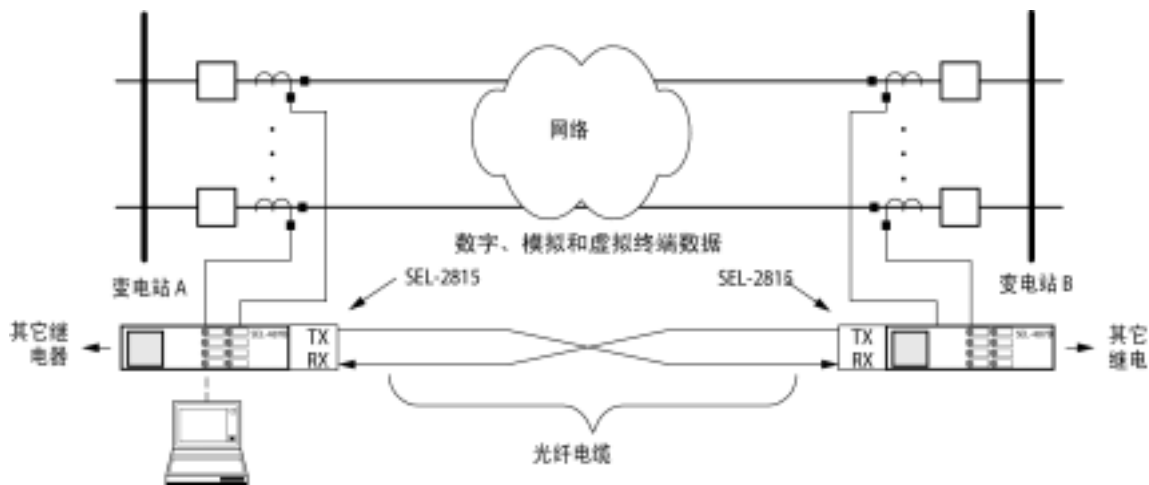 网络
数字、模拟和虚拟终端数据
变电站 A
SEL-2815
SEL-2815
变电站 B
其它继
电器
TX
RX
TX
RX
其它
继电
光纤电缆